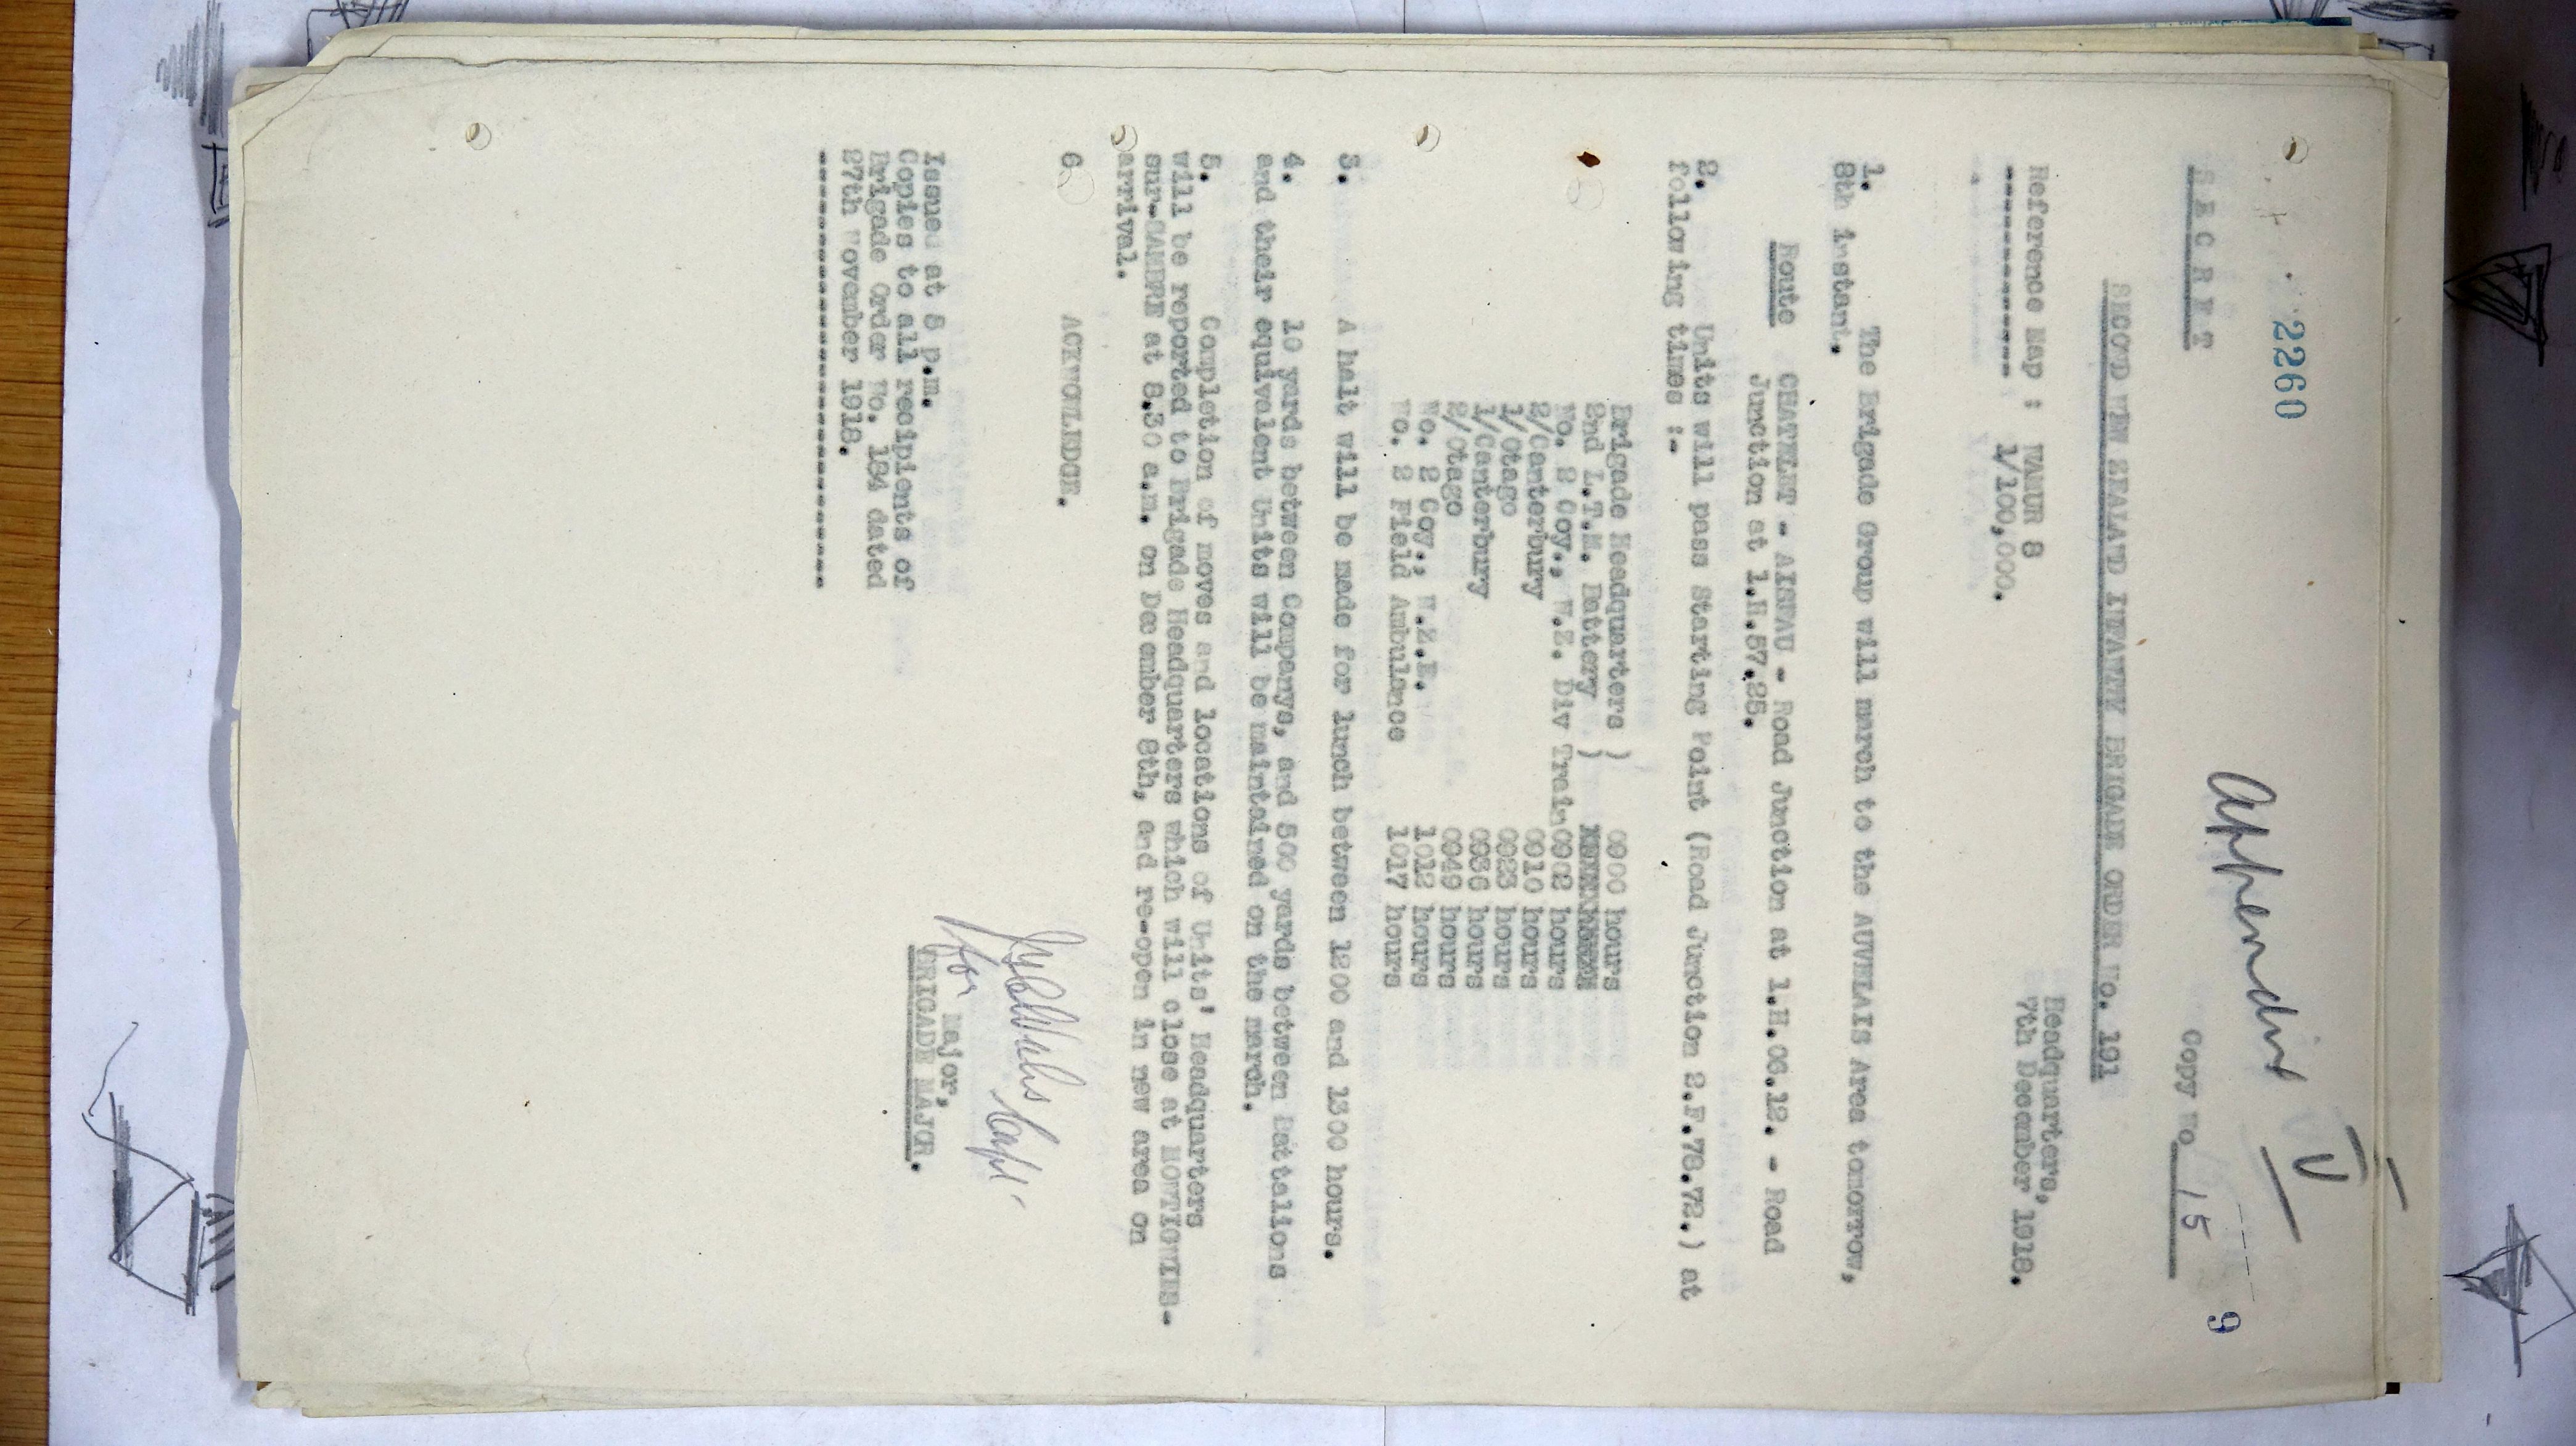 2260
Appendix V
SECRET
Copy No 15
9
SECOND NEW ZEALAND INFANTRY BRIGADE ORDER No. 191
Headquarters,
7th December 1918.
Reference Map : NAMUR 8
1/100,000.
1. The Brigade Group will march to the AUVELAIS Area tomorrow,
8th instant.
Route CHATELET - AISEAU - Road Junction at 1.H.06.12. - Road
Junction at 1.H.57.25.
2. Units will pass Starting Point (Road Junction 2.F.78.72.) at
following times :-
Brigade Headquarters ) 0900 hours
2nd L.T.M. Battery )
No. 2 Coy., N.Z. Div Train 0902 hours
2/Canterbury 0910 hours
1/Otago 0923 hours
1/Canterbury 0936 hours
2/Otago 0949 hours
No. 2 Coy., N.Z.E. 1012 hours
No. 2 Field Ambulance 1017 hours
3. A halt will be made for lunch between 1200 and 1300 hours.
4. 10 yards between Companys, and 500 yards between Battalions
and their equivalent Units will be maintained on the march.
5. Completion of moves and locations of Units' Headquarters
will be reported to Brigade Headquarters which will close at MONTIGNIES-
sur-SAMBRE at 8.30 a.m. on December 8th, and re-open in new area on
arrival.
6. ACKNOWLEDGE.
Capt.
for Major,
BRIGADE MAJOR.
Issued at 8 p.m.
Copies to all recipients of
Brigade Order No. 184 dated
27th November 1918.